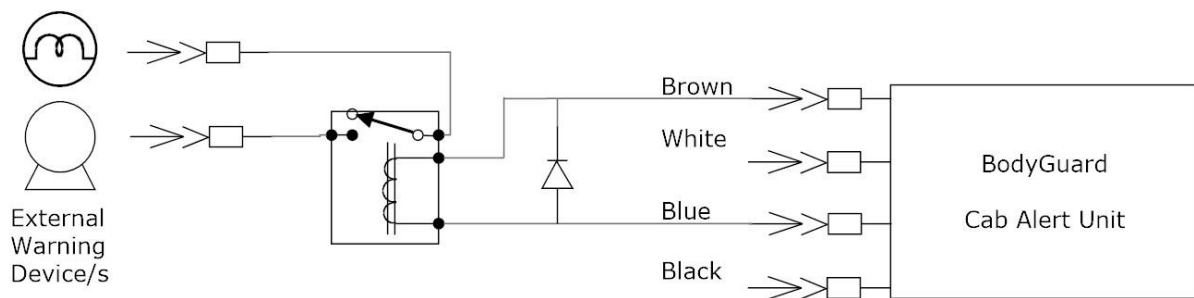 Brown
White
BodyGuard
Cab Alert Unit
Blue
External
Warning
Device/s
Black